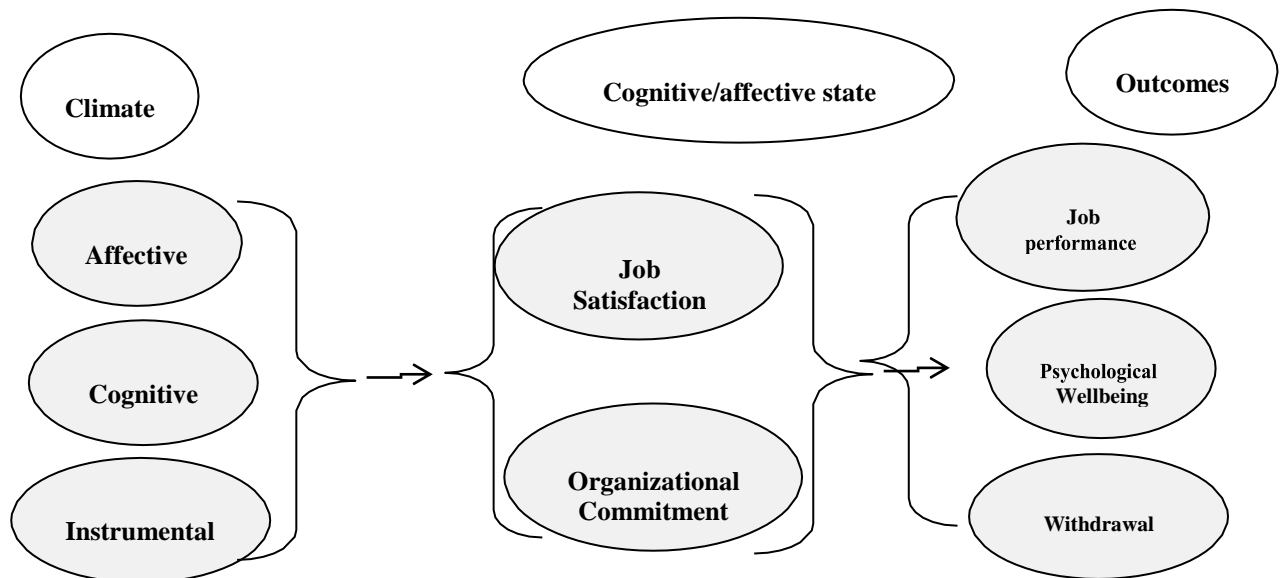 Climate
Cognitive/affective state
Outcomes
Affective
Cognitive
Instrumental
Job
Satisfaction
Organizational
Commitment
Job
performance
Psychological
Wellbeing
Withdrawal